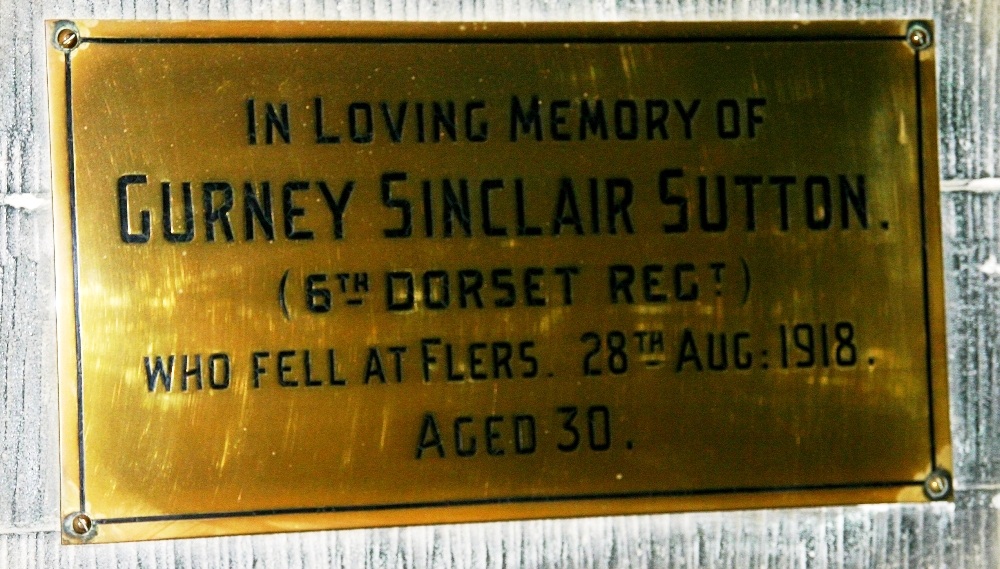 IN LOVING MEMORY OF
GURNEY SINCLAIR SUTTON.
(6TH DORSET REGT)
WHO FELL AT FLERS. 28TH AUG: 1918.
AGED 30.